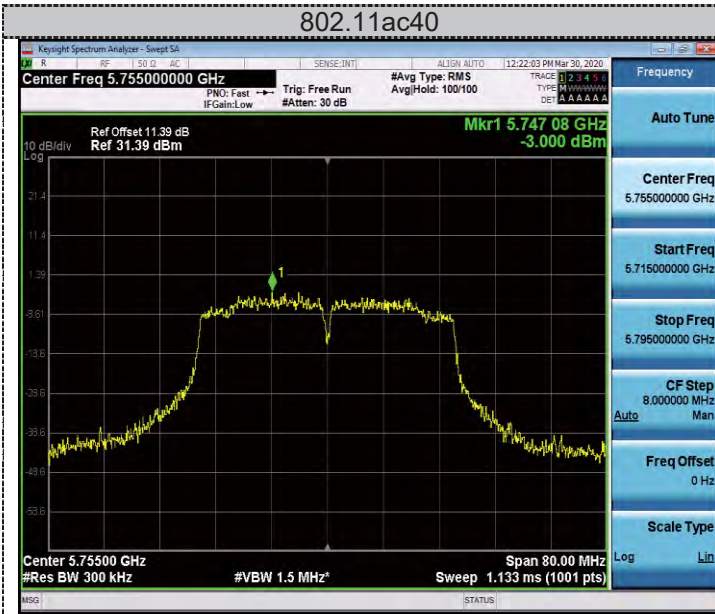 802.11ac40
Keysight Spectrum Analyzer - Swept SA
R RF 50 Ω AC SENSE:INT ALIGN AUTO 12:22:03 PM Mar 30, 2020
Center Freq 5.755000000 GHz
PNO: Fast
IFGain:Low
Trig: Free Run
#Atten: 30 dB
#Avg Type: RMS
Avg|Hold: 100/100
TRACE 1 2 3 4 5 6
TYPE M WWWWW
DET A A A A A A
Frequency
Ref Offset 11.39 dB
10 dB/div Ref 31.39 dBm
Log
Mkr1 5.747 08 GHz
-3.000 dBm
21.4
11.4
1.39
-8.61
-18.6
-28.6
-38.6
-48.6
-58.6
1
Center 5.75500 GHz Span 80.00 MHz
#Res BW 300 kHz #VBW 1.5 MHz* Sweep 1.133 ms (1001 pts)
MSG STATUS
Auto Tune
Center Freq
5.755000000 GHz
Start Freq
5.715000000 GHz
Stop Freq
5.795000000 GHz
CF Step
8.000000 MHz
Auto Man
Freq Offset
0 Hz
Scale Type
Log Lin